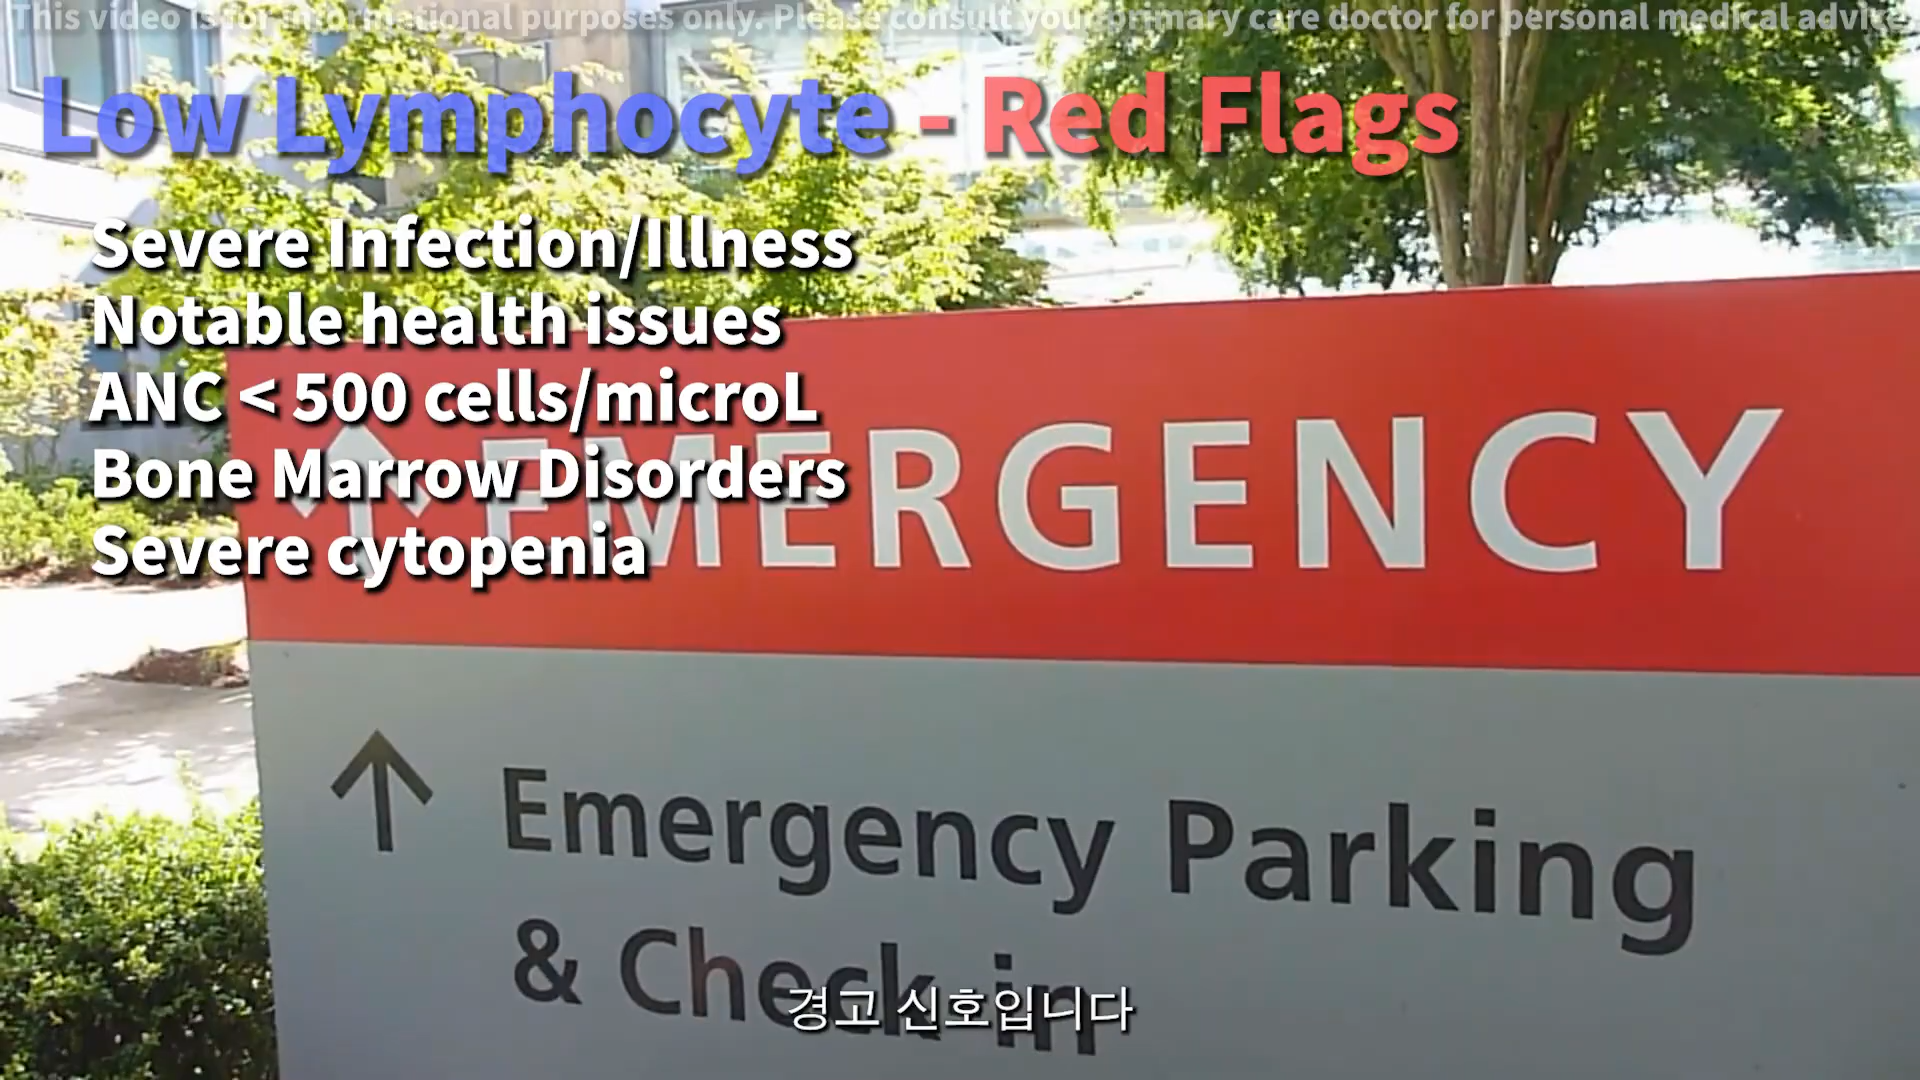 This video is for informational purposes only. Please consult your primary care doctor for personal medical advice.
Low Lymphocyte - Red Flags
Severe Infection/Illness
Notable health issues
ANC < 500 cells/microL
Bone Marrow Disorders
Severe cytopenia
EMERGENCY
Emergency Parking
& Check-in
경고 신호입니다